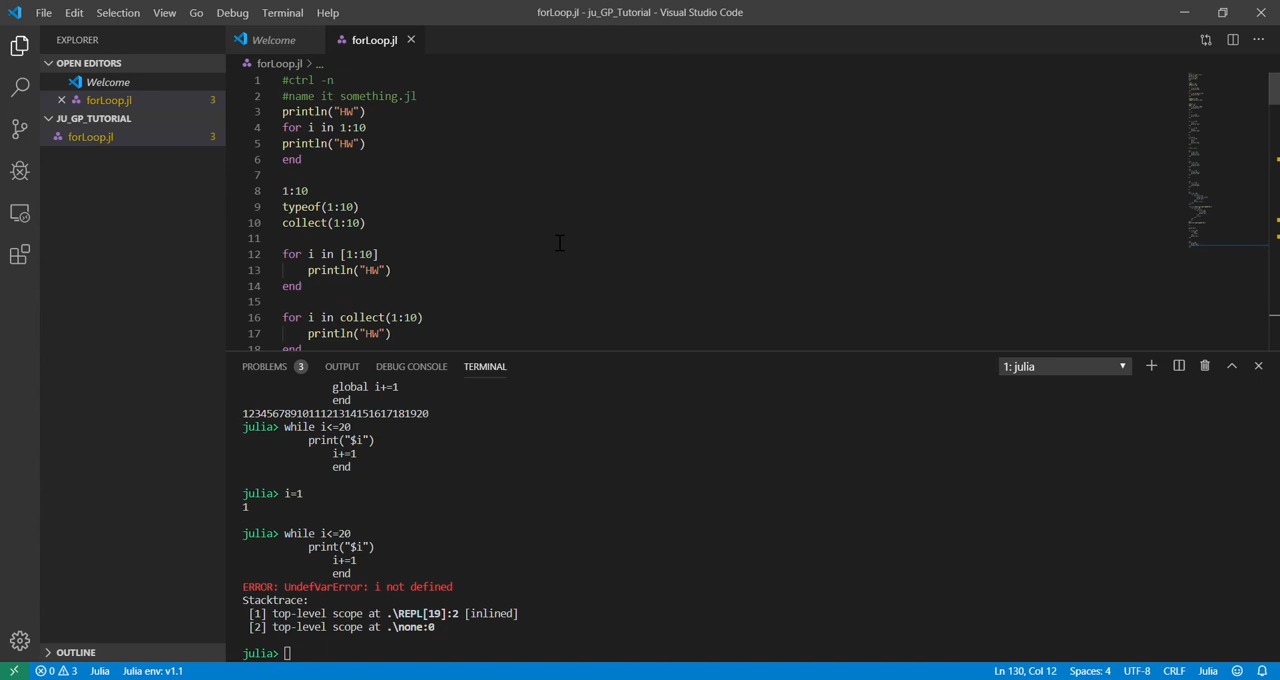 File Edit Selection View Go Debug Terminal Help
forLoop.jl - ju_GP_Tutorial - Visual Studio Code
EXPLORER
OPEN EDITORS
Welcome
forLoop.jl 3
JU_GP_TUTORIAL
forLoop.jl 3
OUTLINE
Welcome forLoop.jl
forLoop.jl > ...
1 #ctrl -n
2 #name it something.jl
3 println("HW")
4 for i in 1:10
5 println("HW")
6 end
7
8 1:10
9 typeof(1:10)
10 collect(1:10)
11
12 for i in [1:10]
13 println("HW")
14 end
15
16 for i in collect(1:10)
17 println("HW")
18 end
PROBLEMS 3 OUTPUT DEBUG CONSOLE TERMINAL 1: julia
global i+=1
end
1234567891011121314151617181920
julia> while i<=20
print("$i")
i+=1
end
julia> i=1
1
julia> while i<=20
print("$i")
i+=1
end
ERROR: UndefVarError: i not defined
Stacktrace:
[1] top-level scope at .\REPL[19]:2 [inlined]
[2] top-level scope at .\none:0
julia>
0 3 Julia Julia env: v1.1 Ln 130, Col 12 Spaces: 4 UTF-8 CRLF Julia